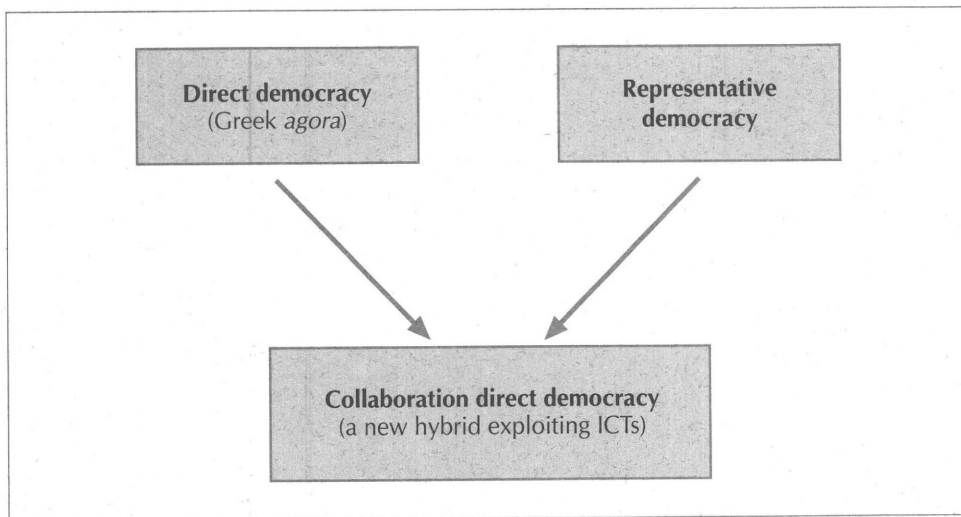 Direct democracy
(Greek agora)
Representative
democracy
Collaboration direct democracy
(a new hybrid exploiting ICTs)